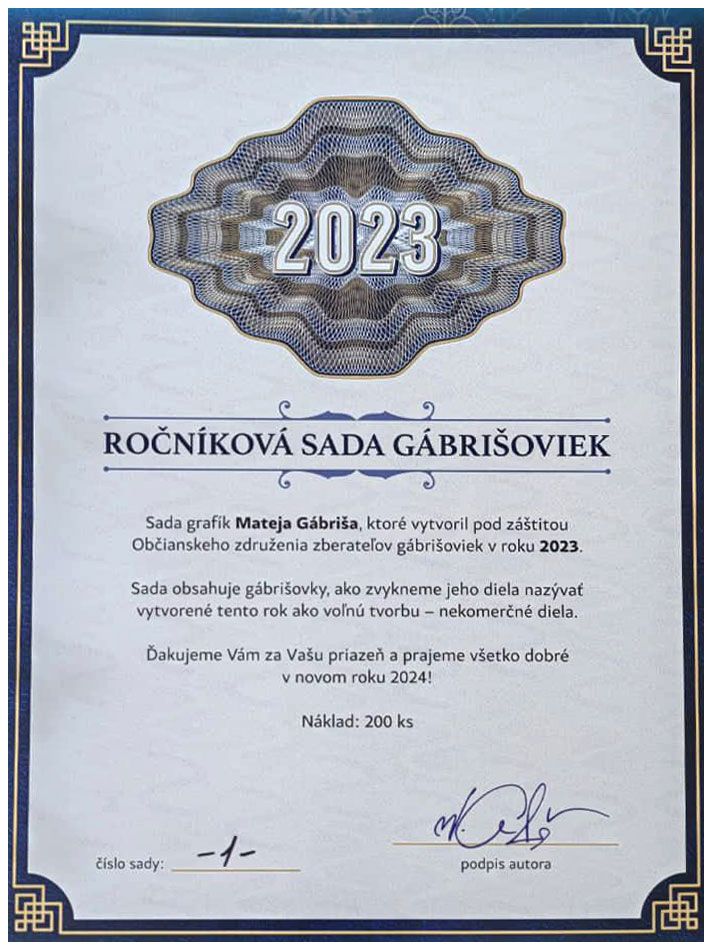 2023
ROČNÍKOVÁ SADA GÁBRIŠOVIEK
Sada grafík Mateja Gábriša, ktoré vytvoril pod záštitou
Občianskeho združenia zberateľov gábrišoviek v roku 2023.
Sada obsahuje gábrišovky, ako zvykneme jeho diela nazývať
vytvorené tento rok ako voľnú tvorbu – nekomerčné diela.
Ďakujeme Vám za Vašu priazeň a prajeme všetko dobré
v novom roku 2024!
Náklad: 200 ks
číslo sady: -1-
podpis autora